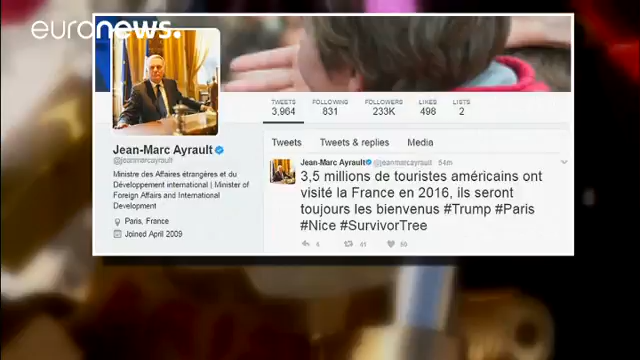 euronews.
TWEETS FOLLOWING FOLLOWERS LIKES LISTS
3,964 831 233K 498 2
Jean-Marc Ayrault
@jeanmarcayrault
Ministre des Affaires étrangères et du
Développement international | Minister of
Foreign Affairs and International
Development
Paris, France
Joined April 2009
Tweets Tweets & replies Media
Jean-Marc Ayrault @jeanmarcayrault 54m
3,5 millions de touristes américains ont
visité la France en 2016, ils seront
toujours les bienvenus #Trump #Paris
#Nice #SurvivorTree